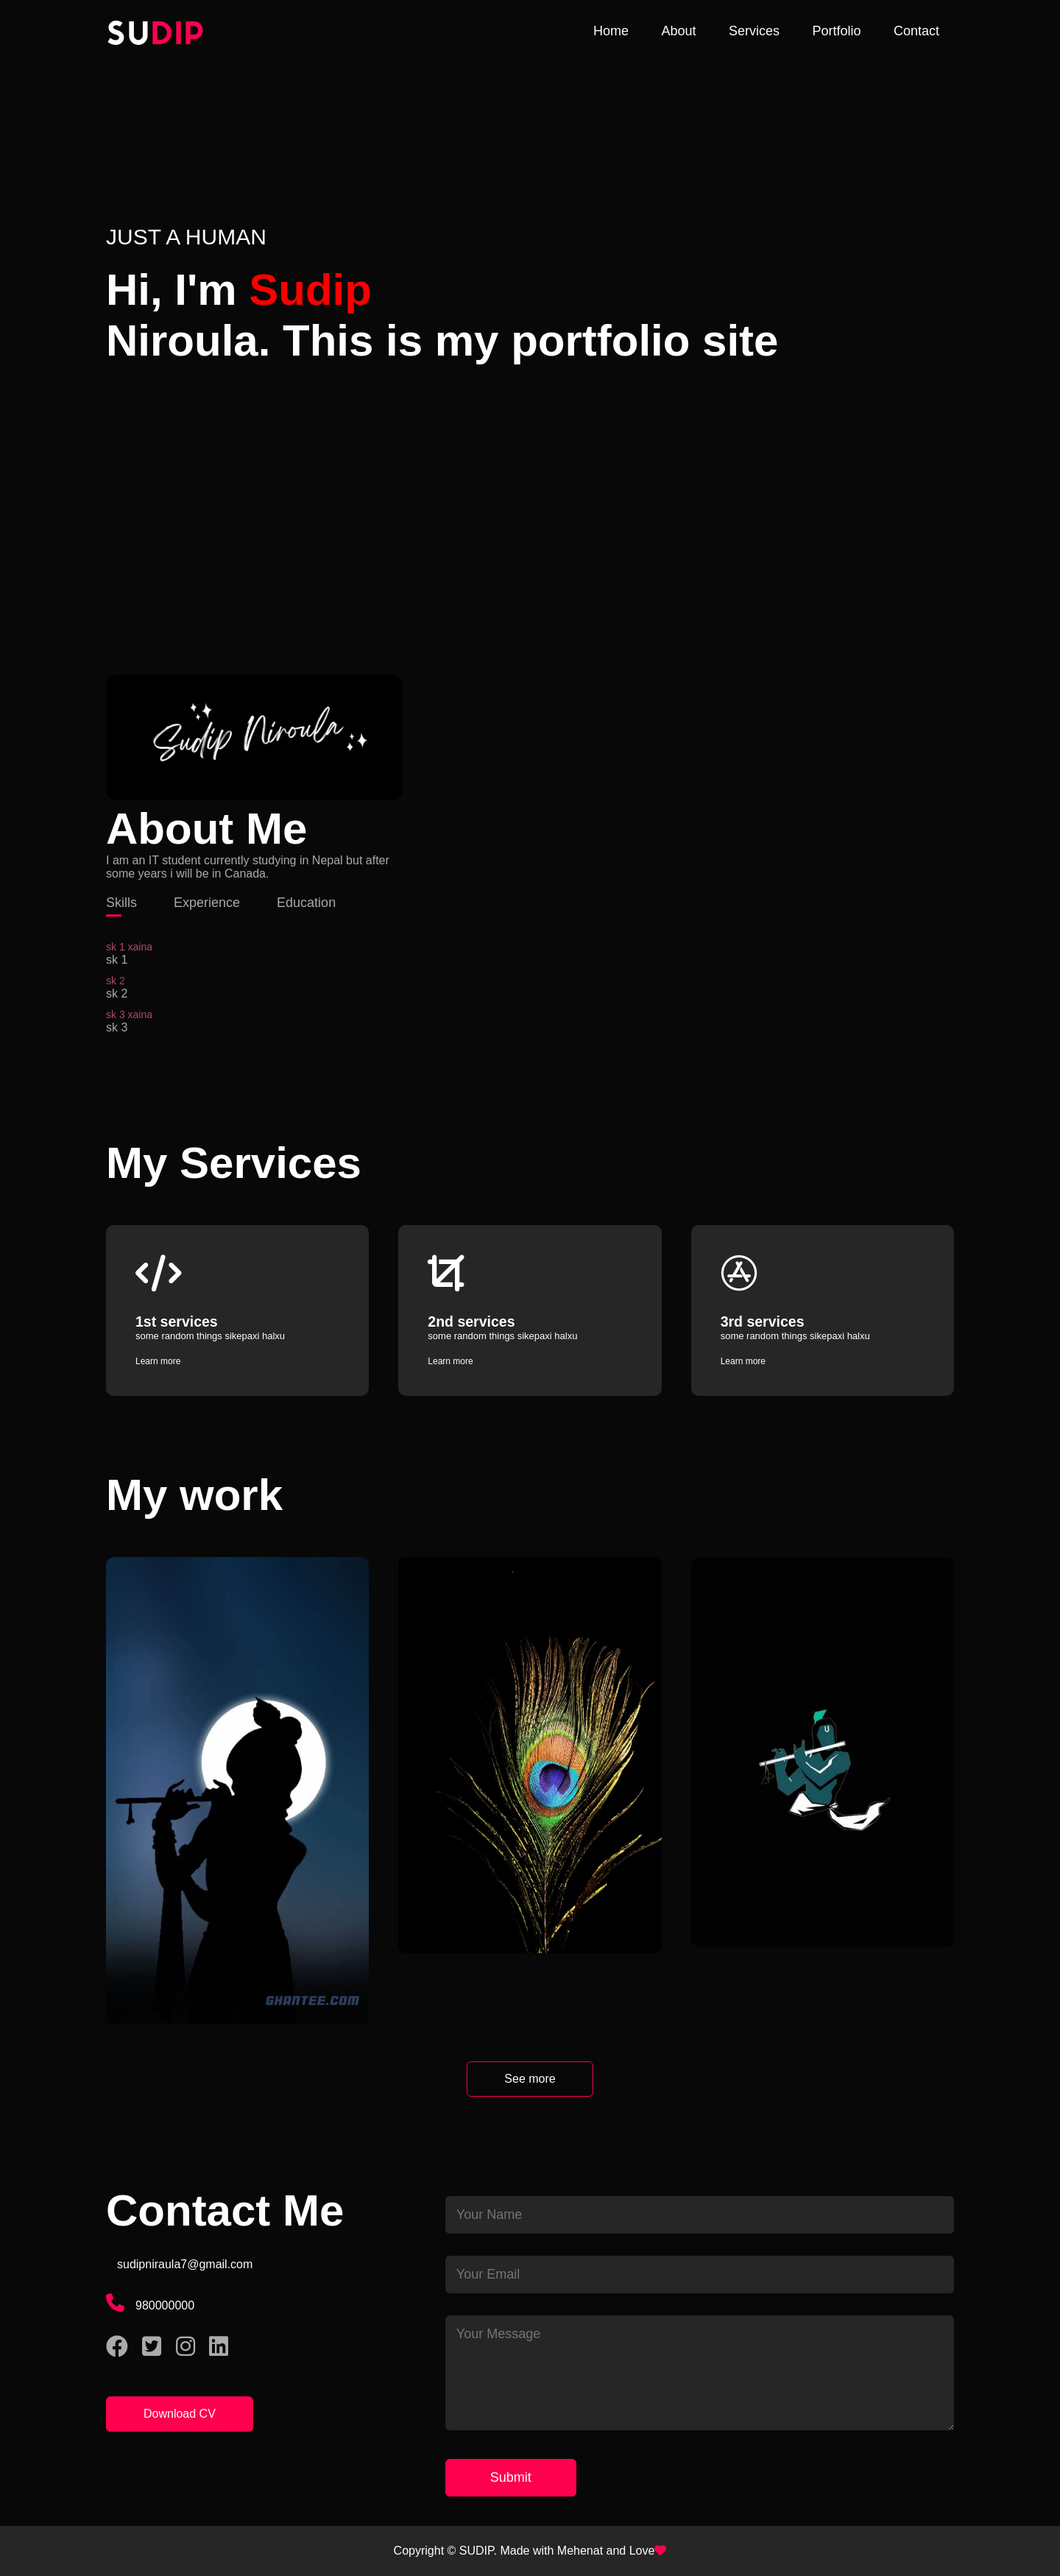 SUDIP
Home About Services Portfolio Contact
JUST A HUMAN
Hi, I'm Sudip
Niroula. This is my portfolio site
Sudip Niroula
About Me
I am an IT student currently studying in Nepal but after
some years i will be in Canada.
Skills Experience Education
sk 1 xaina
sk 1
sk 2
sk 2
sk 3 xaina
sk 3
My Services
1st services
some random things sikepaxi halxu
Learn more
2nd services
some random things sikepaxi halxu
Learn more
3rd services
some random things sikepaxi halxu
Learn more
My work
GHANTEE.COM
See more
Contact Me
sudipniraula7@gmail.com
980000000
Download CV
Your Name
Your Email
Your Message
Submit
Copyright © SUDIP. Made with Mehenat and Love